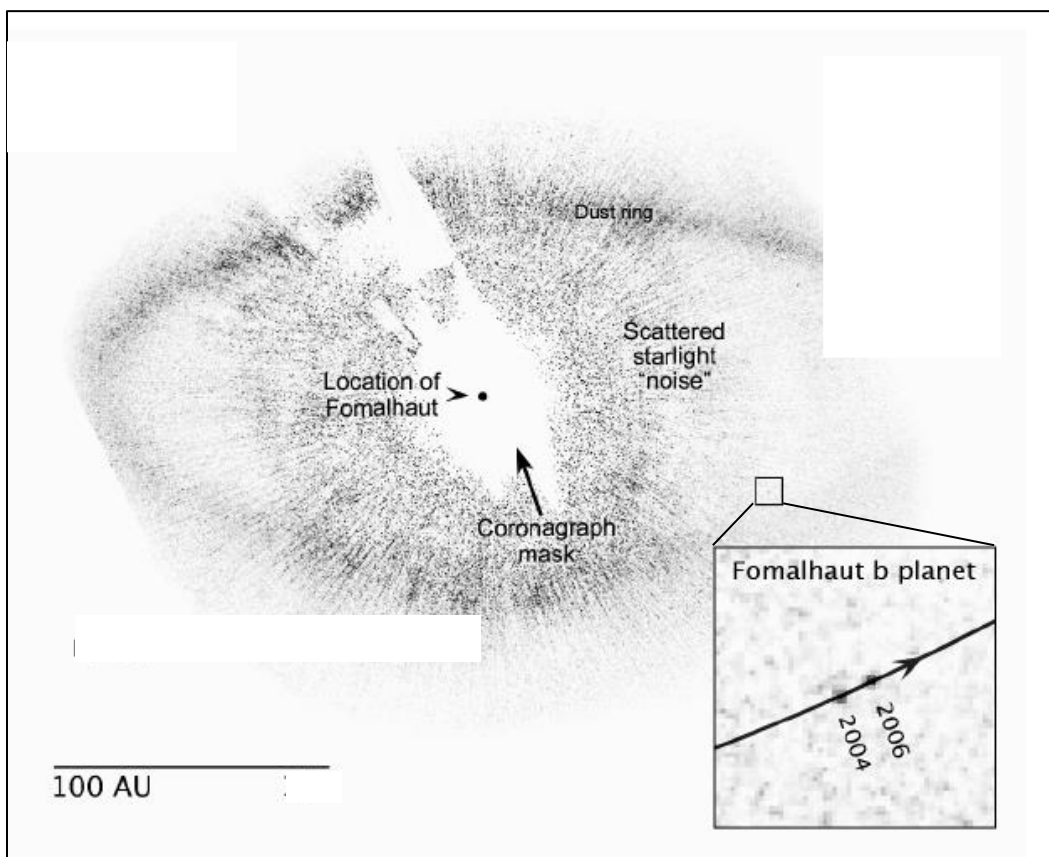 Dust ring
Scattered
starlight
"noise"
Location of
Fomalhaut
Coronagraph
mask
Fomalhaut b planet
2006
2004
100 AU